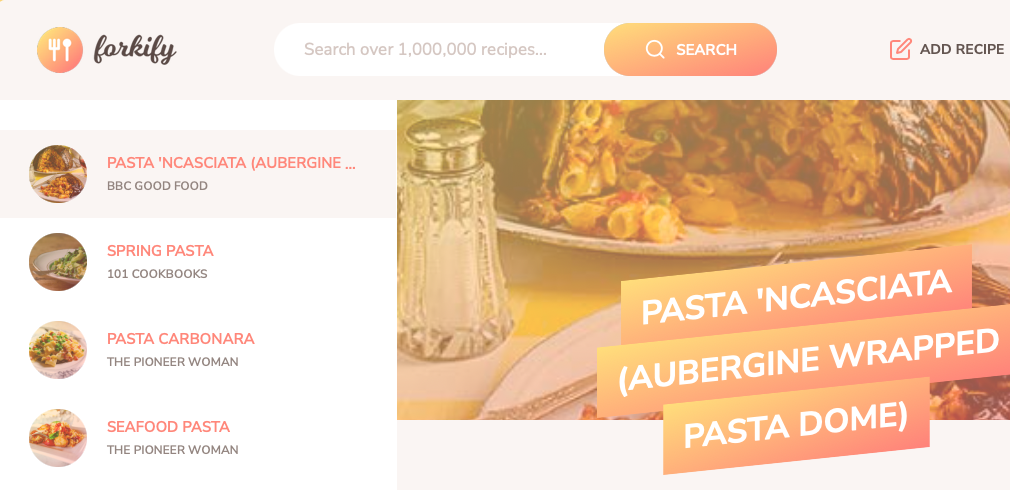 forkify
Search over 1,000,000 recipes...
SEARCH
ADD RECIPE
PASTA 'NCASCIATA (AUBERGINE ...
BBC GOOD FOOD
SPRING PASTA
101 COOKBOOKS
PASTA CARBONARA
THE PIONEER WOMAN
SEAFOOD PASTA
THE PIONEER WOMAN
PASTA 'NCASCIATA
(AUBERGINE WRAPPED
PASTA DOME)